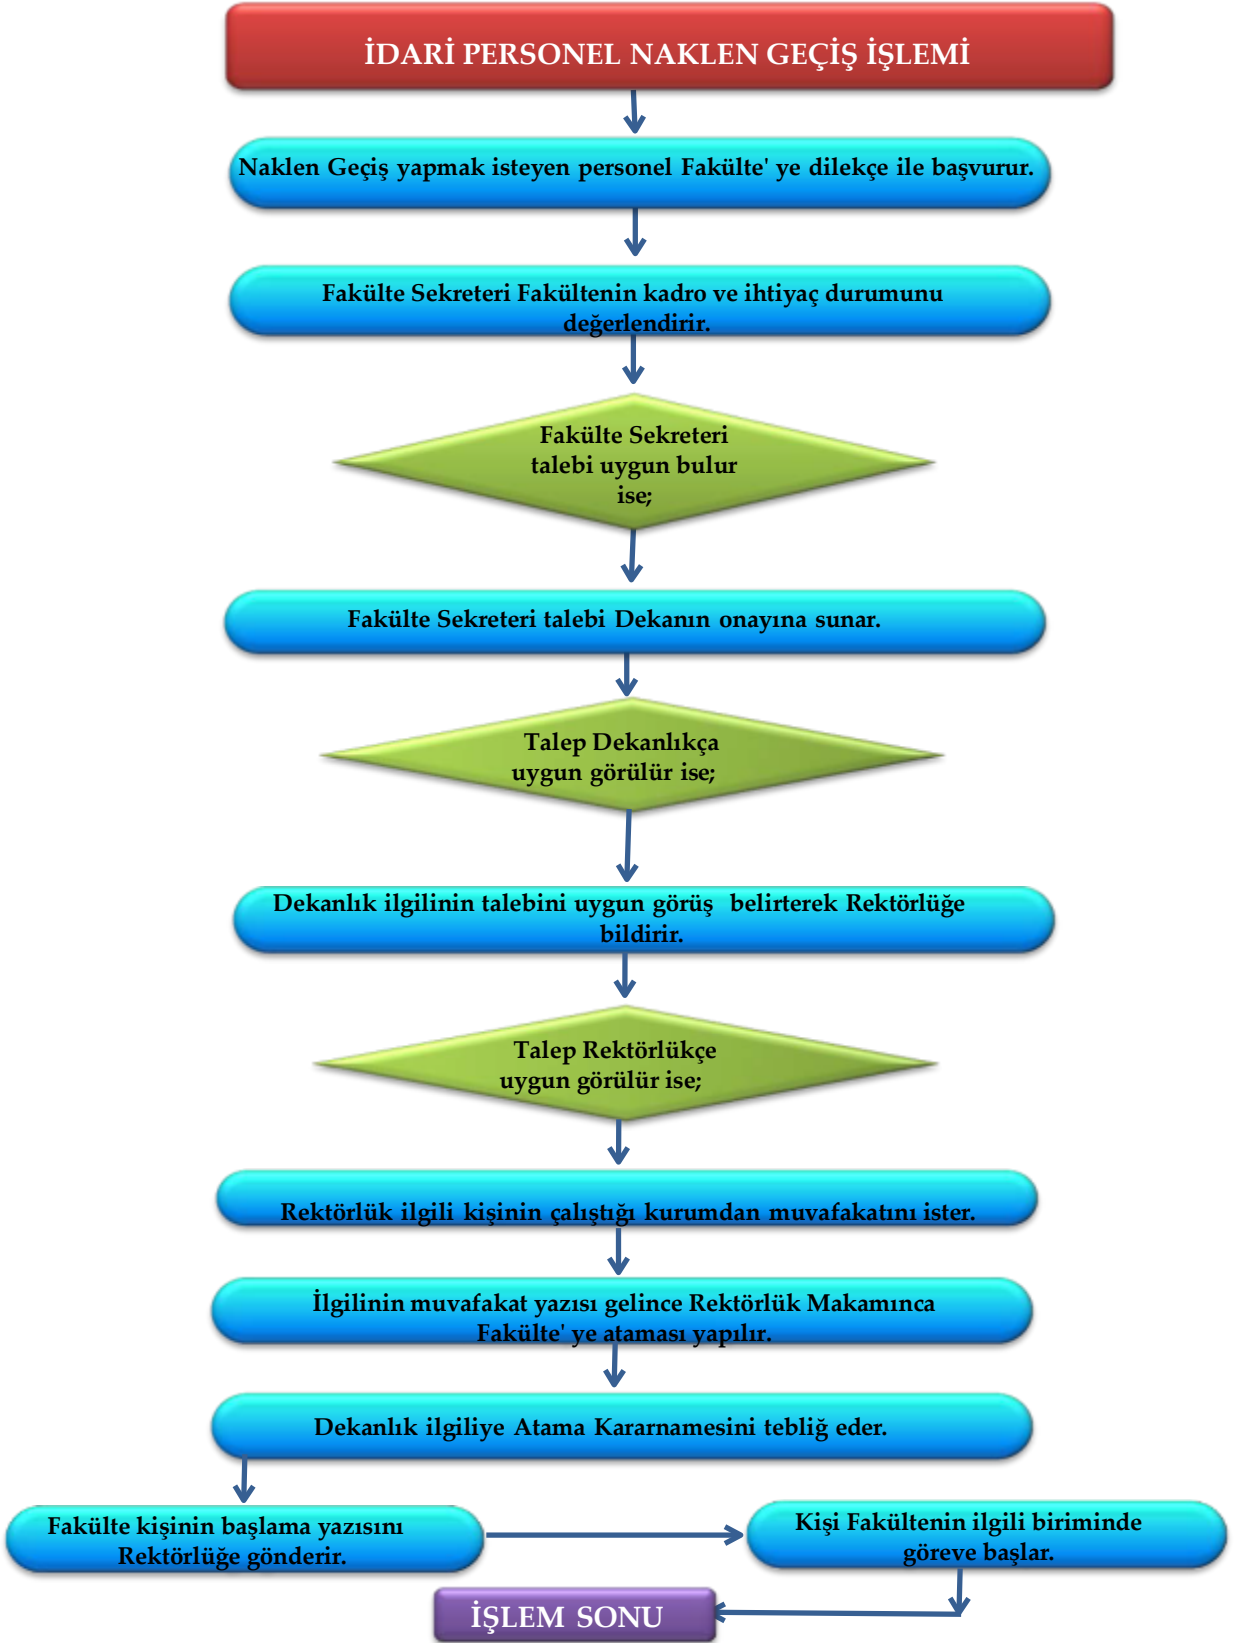 İDARİ PERSONEL NAKLEN GEÇİŞ İŞLEMİ
Naklen Geçiş yapmak isteyen personel Fakülte' ye dilekçe ile başvurur.
Fakülte Sekreteri Fakültenin kadro ve ihtiyaç durumunu
değerlendirir.
Fakülte Sekreteri
talebi uygun bulur
ise;
Fakülte Sekreteri talebi Dekanın onayına sunar.
Talep Dekanlıkça
uygun görülür ise;
Dekanlık ilgilinin talebini uygun görüş belirterek Rektörlüğe
bildirir.
Talep Rektörlükçe
uygun görülür ise;
Rektörlük ilgili kişinin çalıştığı kurumdan muvafakatını ister.
İlgilinin muvafakat yazısı gelince Rektörlük Makamınca
Fakülte' ye ataması yapılır.
Dekanlık ilgiliye Atama Kararnamesini tebliğ eder.
Fakülte kişinin başlama yazısını
Rektörlüğe gönderir.
Kişi Fakültenin ilgili biriminde
göreve başlar.
İŞLEM SONU